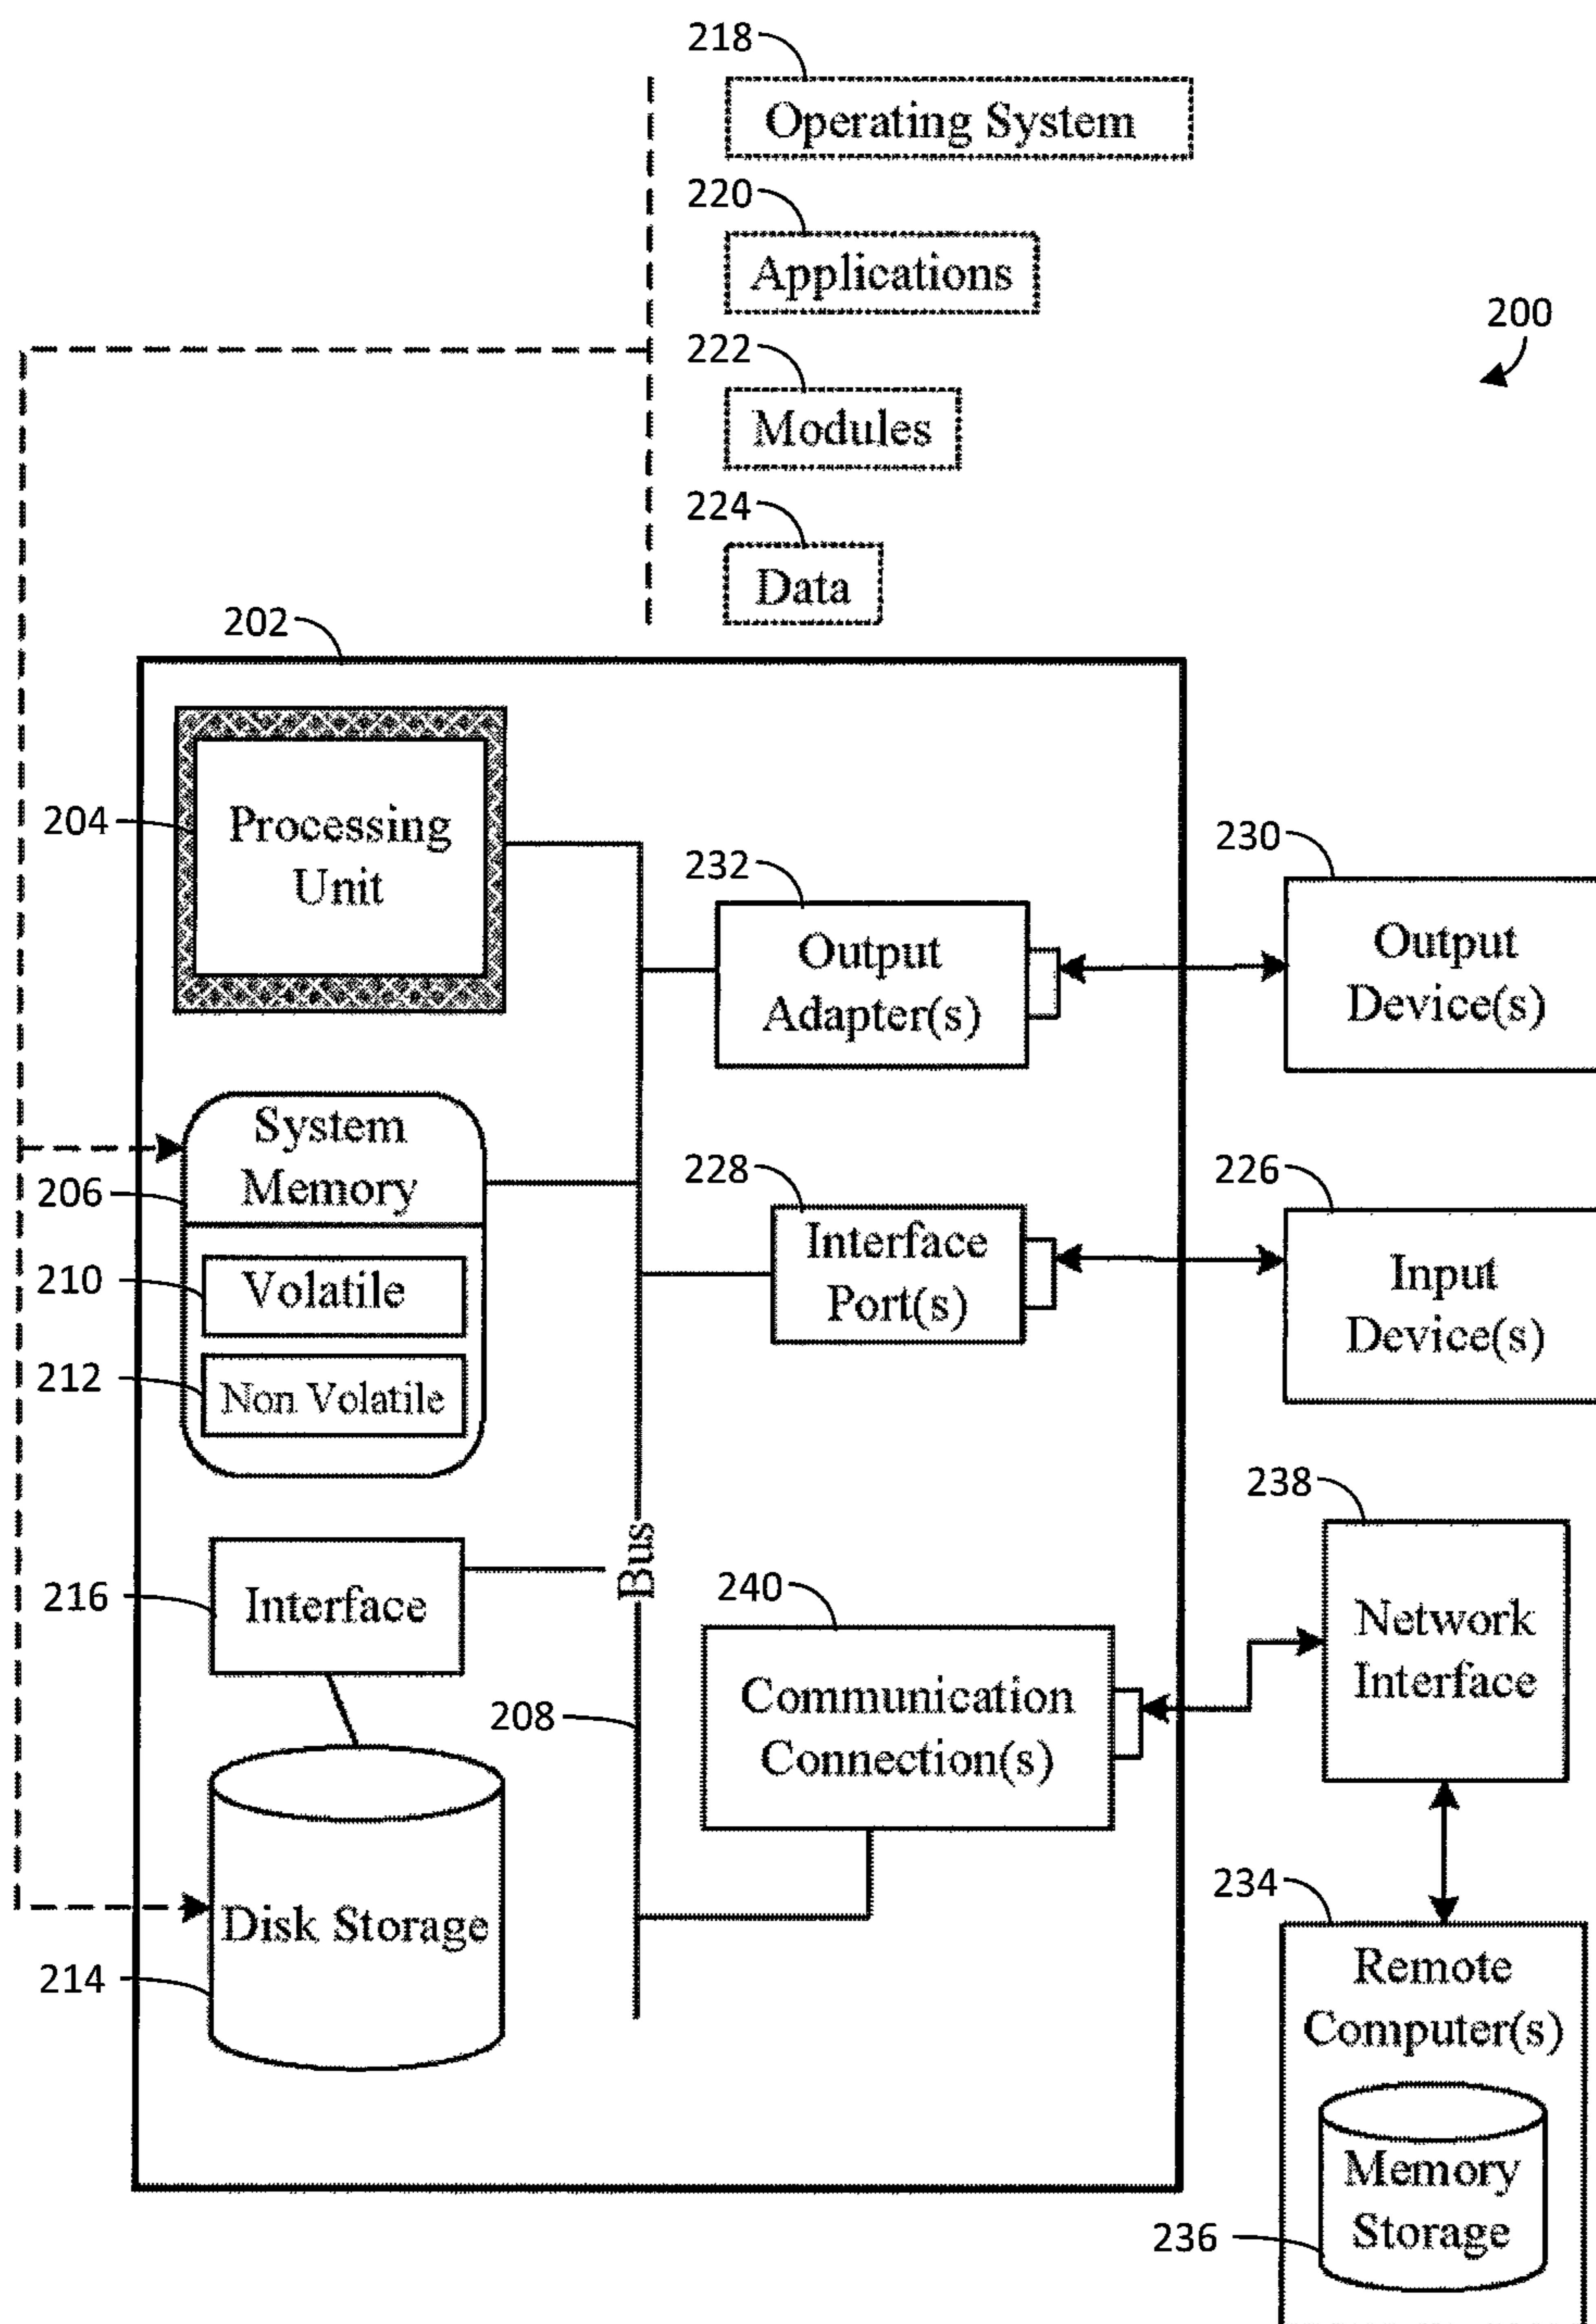 218
Operating System
220
Applications
200
222
Modules
224
Data
202
204
Processing
Unit
232
Output
Adapter(s)
230
Output
Device(s)
System
Memory
206
228
Interface
Port(s)
226
Input
Device(s)
210
Volatile
212
Non Volatile
238
Network
Interface
216
Interface
Bus
240
Communication
Connection(s)
208
234
Remote
Computer(s)
Disk Storage
214
Memory
Storage
236